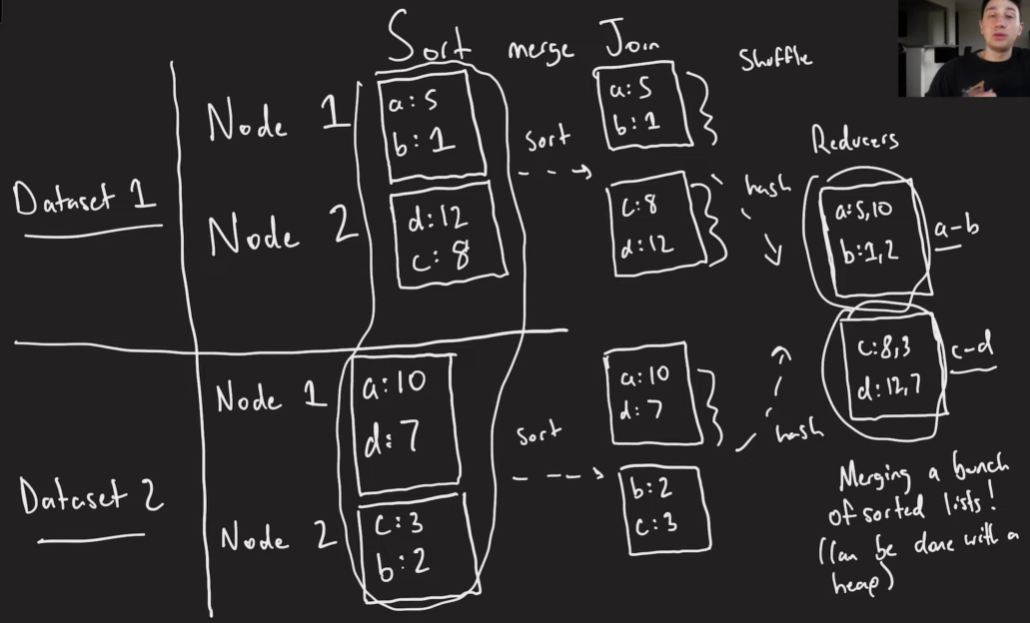 Sort merge Join
Shuffle
Dataset 1
Node 1
a:5
b:1
Node 2
d:12
c:8
sort
a:5
b:1
c:8
d:12
hash
Reducers
a:5,10
b:1,2
a-b
c:8,3
d:12,7
c-d
Dataset 2
Node 1
a:10
d:7
Node 2
c:3
b:2
sort
a:10
d:7
b:2
c:3
hash
Merging a bunch
of sorted lists!
(Can be done with a
heap)